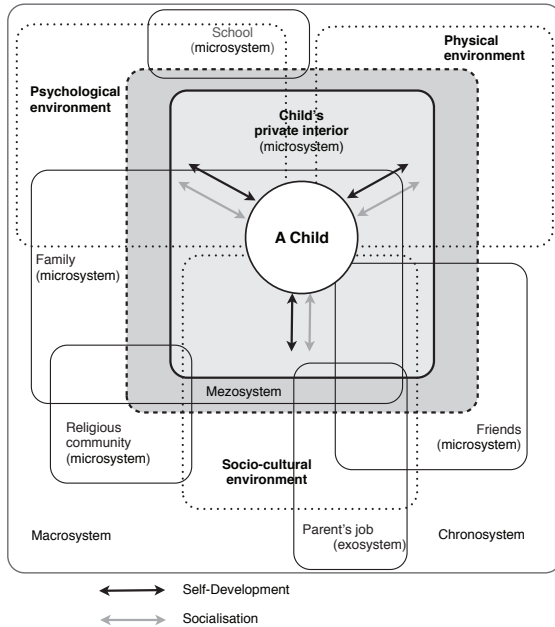 School
(microsystem)
Physical
environment
Psychological
environment
Child's
private interior
(microsystem)
A Child
Family
(microsystem)
Mezosystem
Religious
community
(microsystem)
Friends
(microsystem)
Socio-cultural
environment
Macrosystem
Parent's job
(exosystem)
Chronosystem
Self-Development
Socialisation